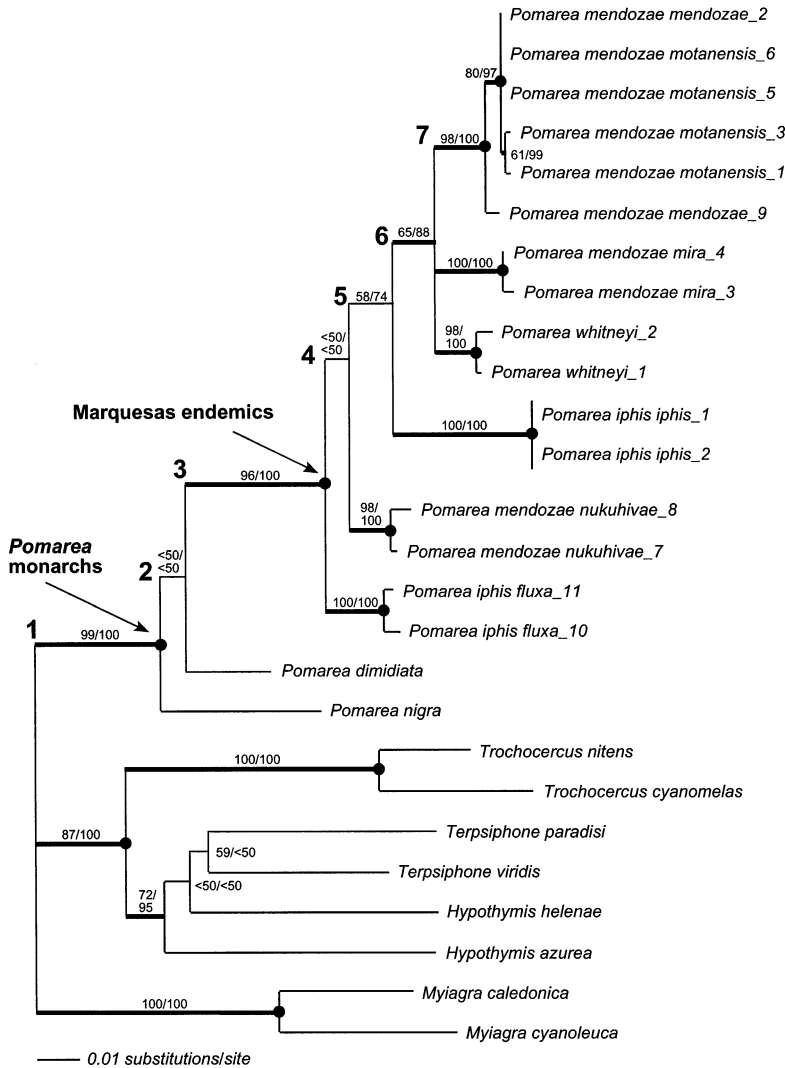 Pomarea mendozae mendozae_2
Pomarea mendozae motanensis_6
80/97
Pomarea mendozae motanensis_5
7
98/100
Pomarea mendozae motanensis_3
61/99
Pomarea mendozae motanensis_1
Pomarea mendozae mendozae_9
6
65/88
Pomarea mendozae mira_4
100/100
Pomarea mendozae mira_3
5
58/74
98/
100
Pomarea whitneyi_2
Pomarea whitneyi_1
4
<50/
<50
Marquesas endemics
Pomarea iphis iphis_1
100/100
Pomarea iphis iphis_2
3
96/100
98/
100
Pomarea mendozae nukuhivae_8
Pomarea mendozae nukuhivae_7
Pomarea
monarchs
2
<50/
<50
Pomarea iphis fluxa_11
100/100
Pomarea iphis fluxa_10
1
99/100
Pomarea dimidiata
Pomarea nigra
Trochocercus nitens
100/100
Trochocercus cyanomelas
87/100
Terpsiphone paradisi
59/<50
Terpsiphone viridis
<50/<50
72/
95
Hypothymis helenae
Hypothymis azurea
Myiagra caledonica
100/100
Myiagra cyanoleuca
0.01 substitutions/site